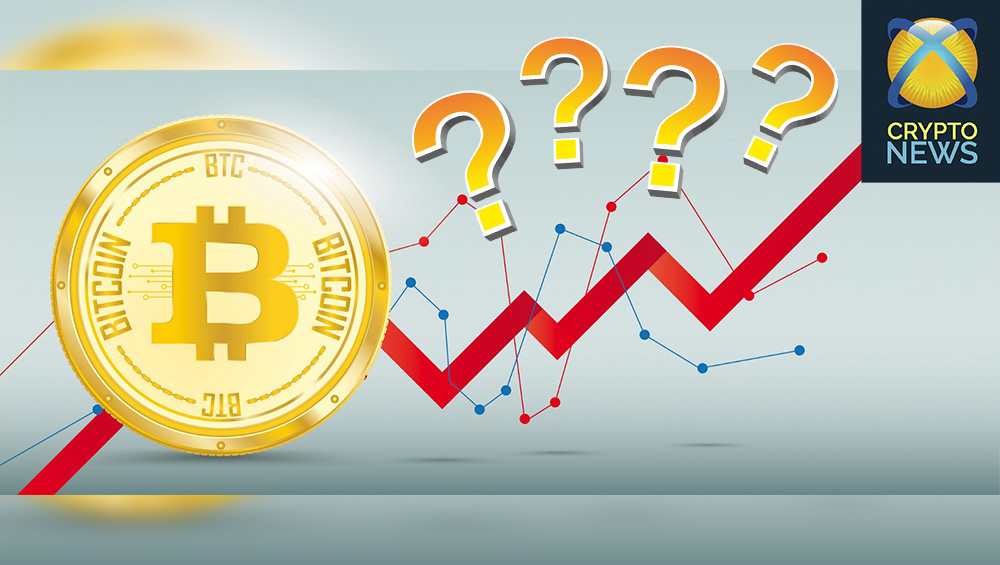 BTC
BITCOIN
BITCOIN
BTC
? ? ? ?
CRYPTO
NEWS